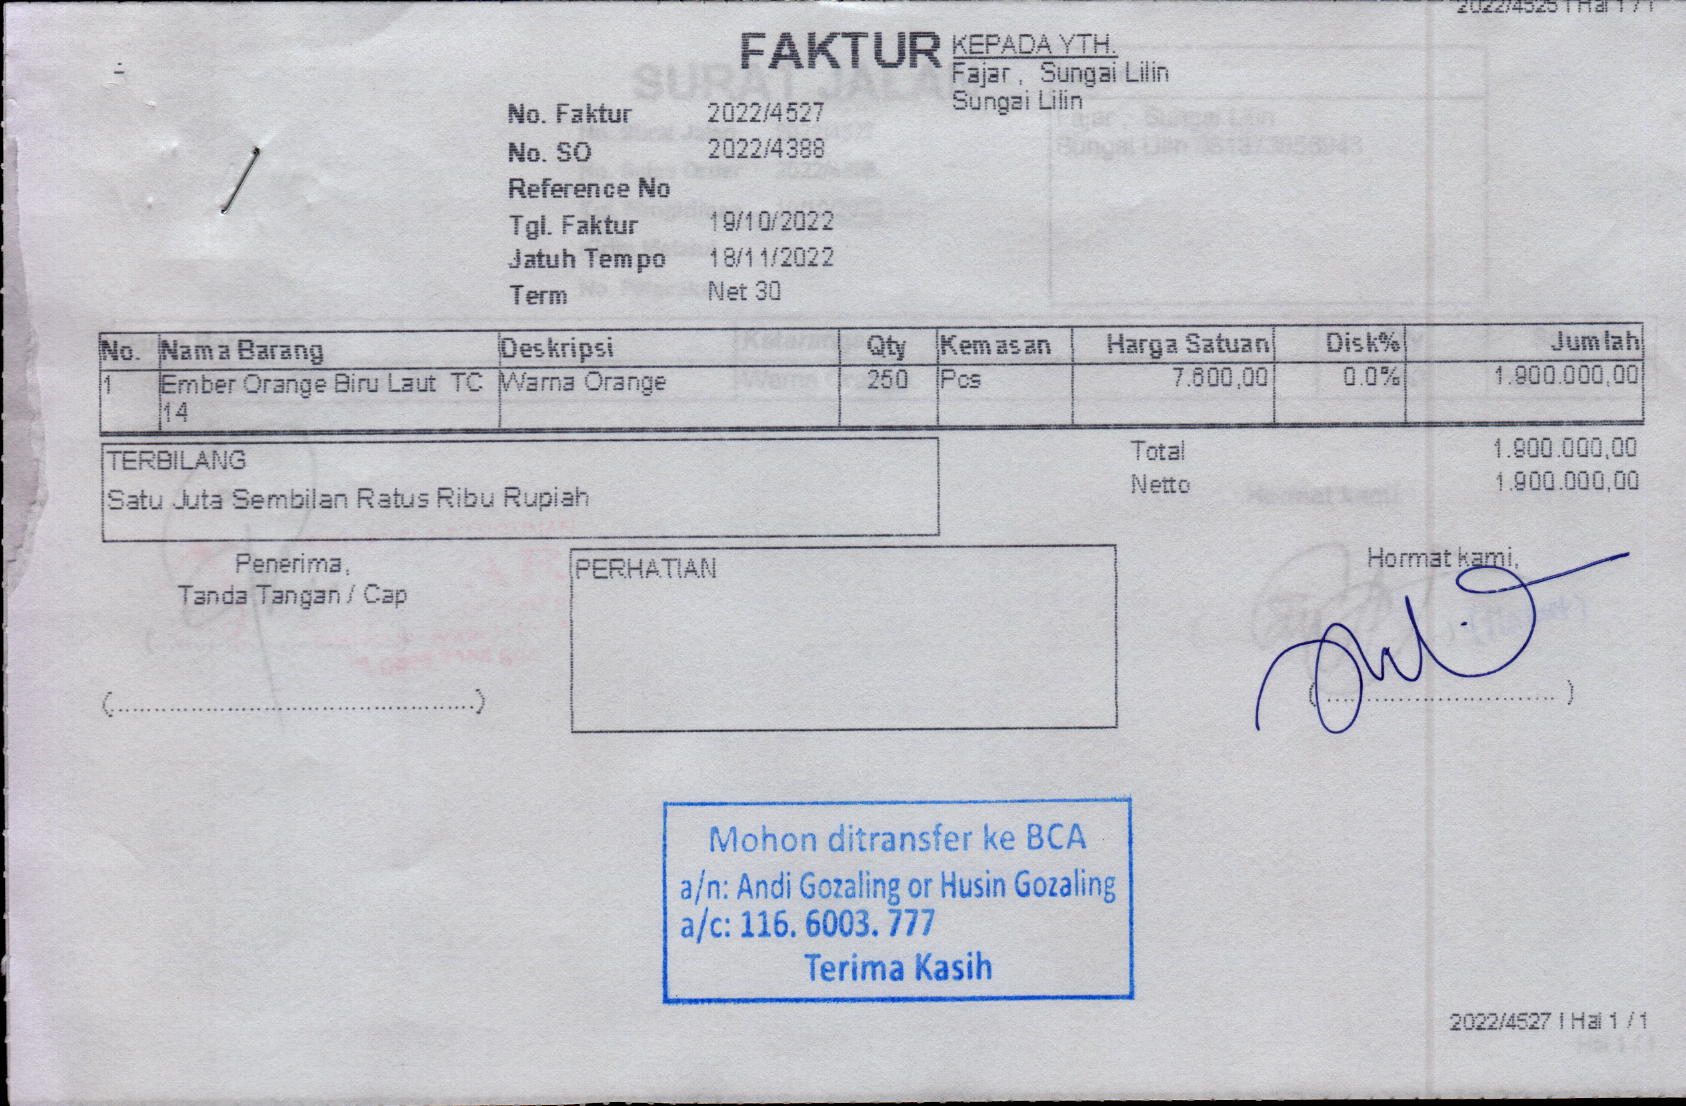 2022/4525 I Hal 1 / 1
FAKTUR
KEPADA YTH.
Fajar , Sungai Lilin
Sungai Lilin
No. Faktur 2022/4527
No. SO 2022/4388
Reference No
Tgl. Faktur 19/10/2022
Jatuh Tempo 18/11/2022
Term Net 30
No. Nama Barang Deskripsi Qty Kemasan Harga Satuan Disk% Jumlah
1 Ember Orange Biru Laut TC Warna Orange 250 Pcs 7.600,00 0.0% 1.900.000,00
14
TERBILANG
Satu Juta Sembilan Ratus Ribu Rupiah
Total 1.900.000,00
Netto 1.900.000,00
Penerima,
Tanda Tangan / Cap
(............................................)
PERHATIAN
Hormat kami,
(............................)
Mohon ditransfer ke BCA
a/n: Andi Gozaling or Husin Gozaling
a/c: 116. 6003. 777
Terima Kasih
2022/4527 I Hal 1 / 1